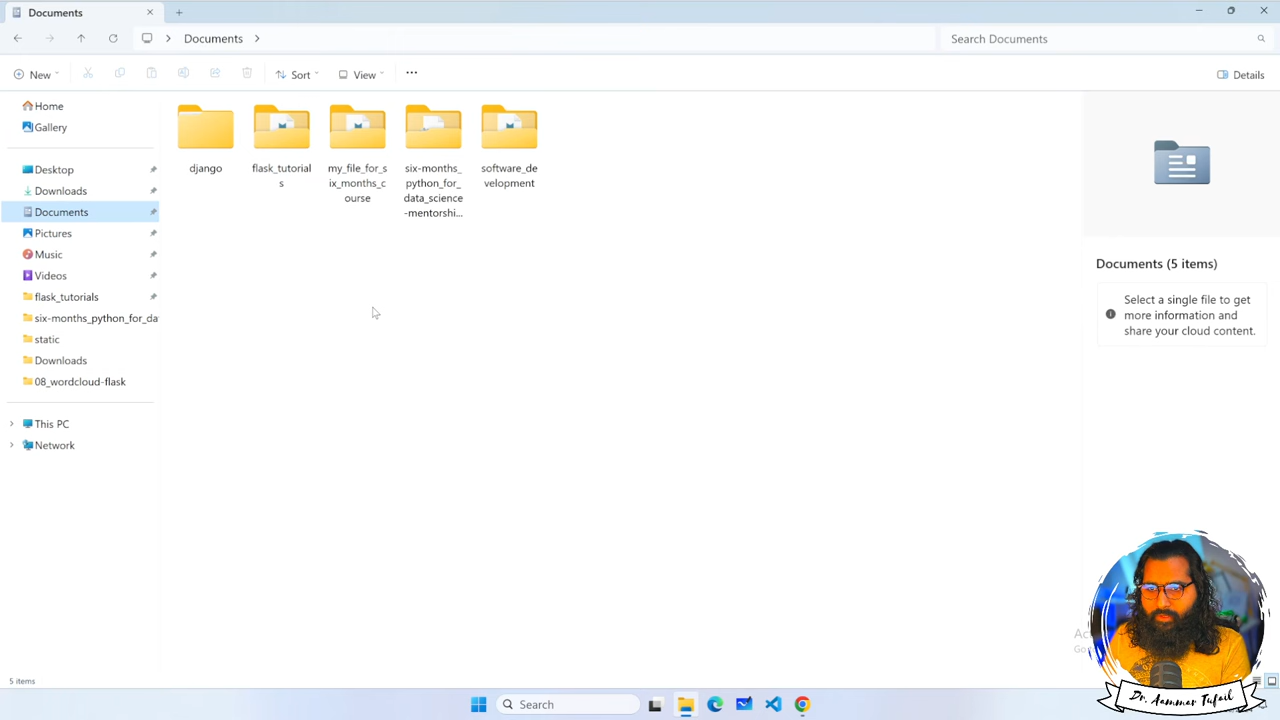 Documents
Documents
Search Documents
New
Sort
View
Details
Home
Gallery
Desktop
Downloads
Documents
Pictures
Music
Videos
flask_tutorials
six-months_python_for_da
static
Downloads
08_wordcloud-flask
This PC
Network
django
flask_tutorial
s
my_file_for_s
ix_months_c
ourse
six-months_
python_for_
data_science
-mentorshi...
software_de
velopment
Documents (5 items)
Select a single file to get
more information and
share your cloud content.
5 items
Search
Dr. Aammar Tufail